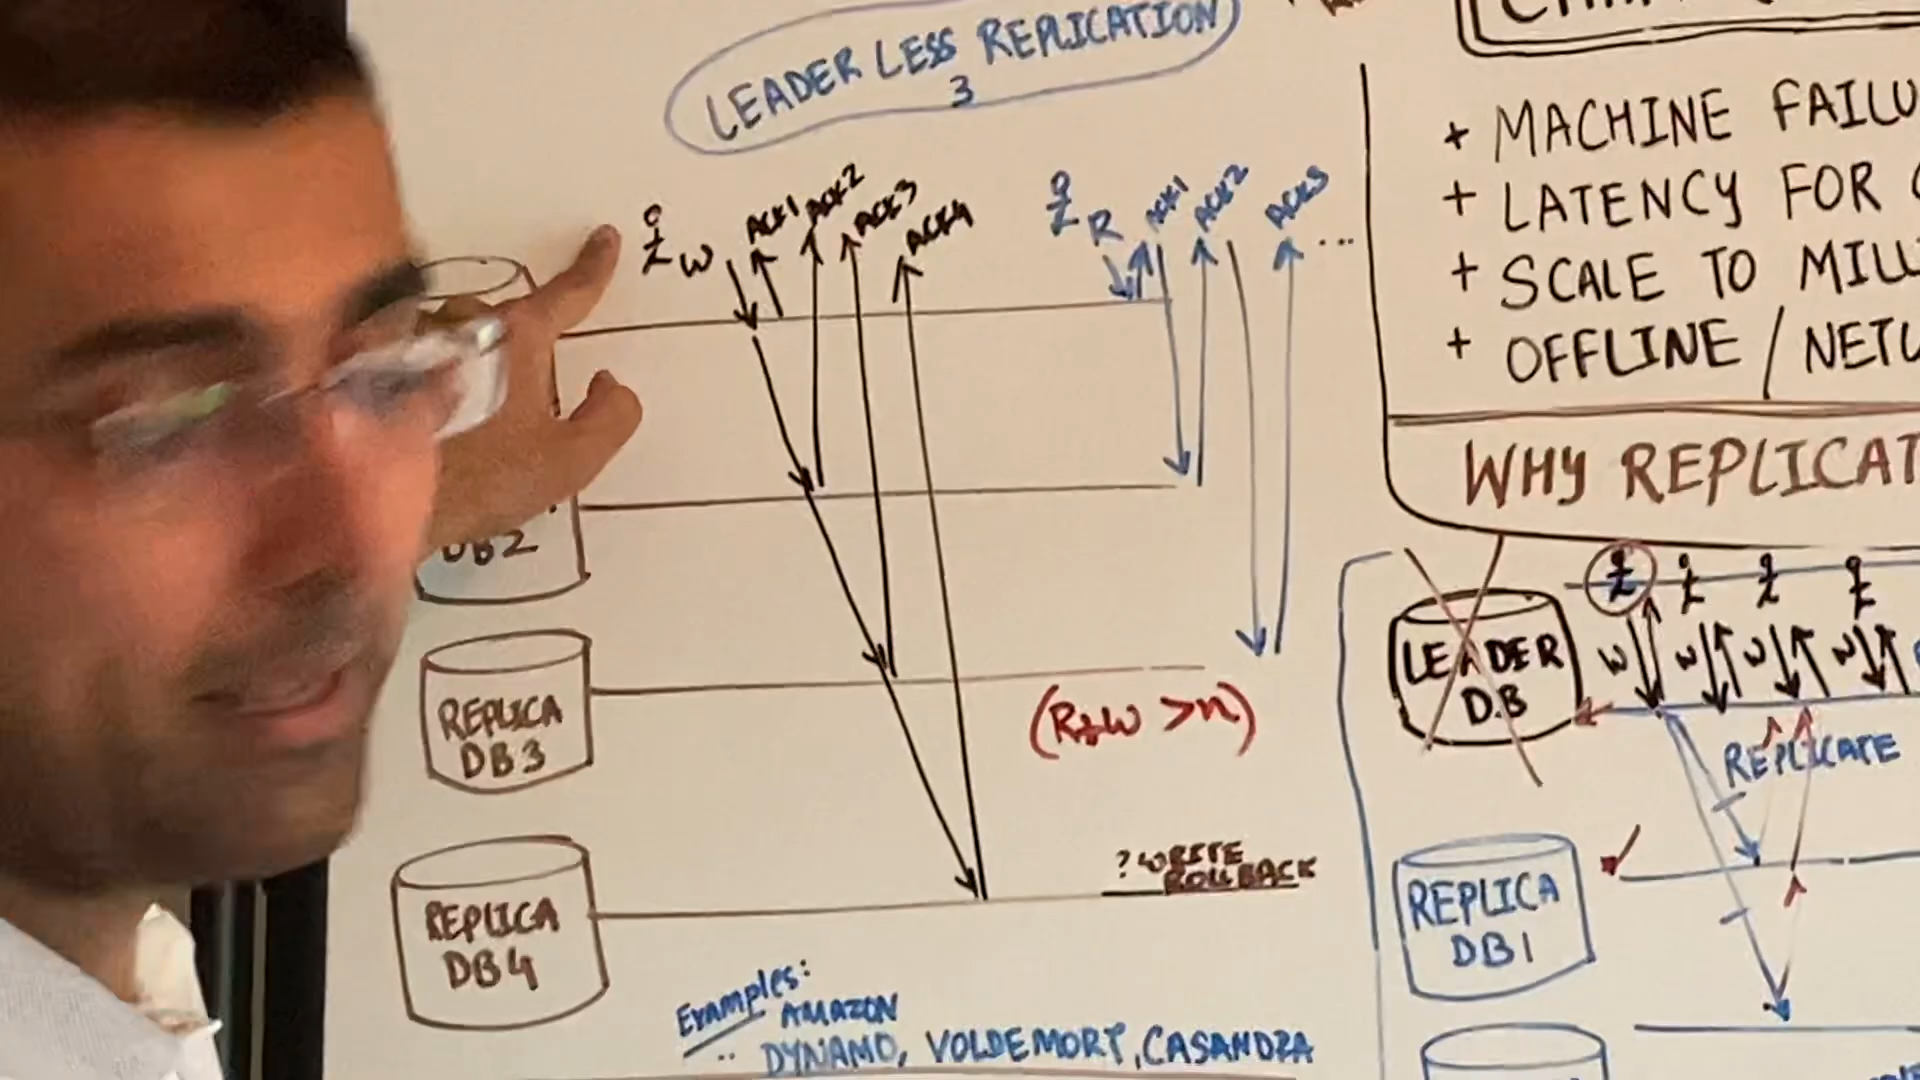 LEADER LESS REPLICATION
3
W
ACK1
ACK2
ACK3
ACK4
R
ACK1
ACK2
ACK3
...
DB2
REPLICA
DB3
(R+W >n)
REPLICA
DB4
? WRITE
ROLLBACK
Examples:
AMAZON
DYNAMO, VOLDEMORT, CASANDRA
+ MACHINE FAILU
+ LATENCY FOR
+ SCALE TO MILL
+ OFFLINE / NETW
WHY REPLICAT
LEADER
DB
W
W
W
W
REPLICATE
REPLICA
DB1